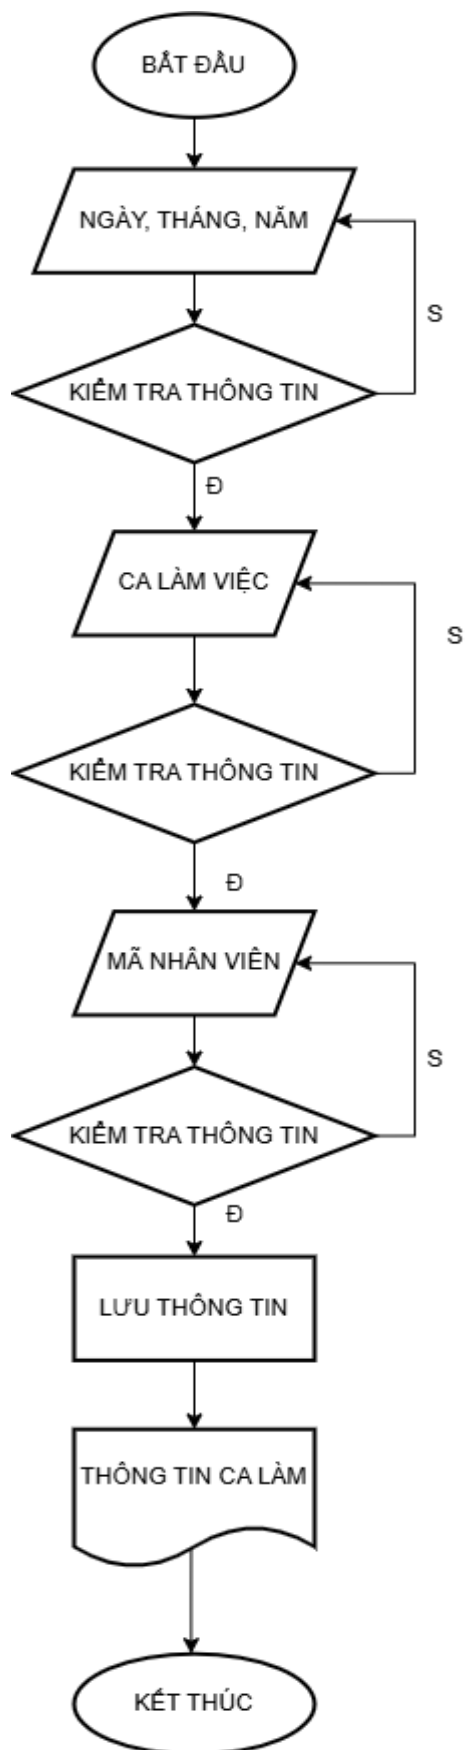 BẮT ĐẦU
NGÀY, THÁNG, NĂM
S
KIỂM TRA THÔNG TIN
Đ
CA LÀM VIỆC
S
KIỂM TRA THÔNG TIN
Đ
MÃ NHÂN VIÊN
S
KIỂM TRA THÔNG TIN
Đ
LƯU THÔNG TIN
THÔNG TIN CA LÀM
KẾT THÚC